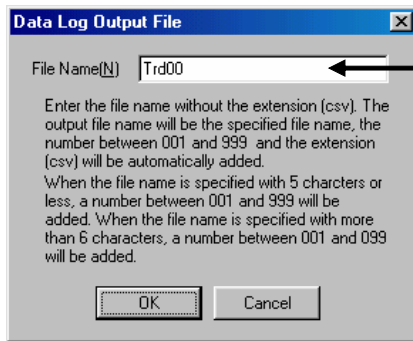 Data Log Output File
File Name(N) Trd00
Enter the file name without the extension (csv). The
output file name will be the specified file name, the
number between 001 and 999 and the extension
(csv) will be automatically added.
When the file name is specified with 5 charcters or
less, a number between 001 and 999 will be
added. When the file name is specified with more
than 6 characters, a number between 001 and 099
will be added.
OK Cancel